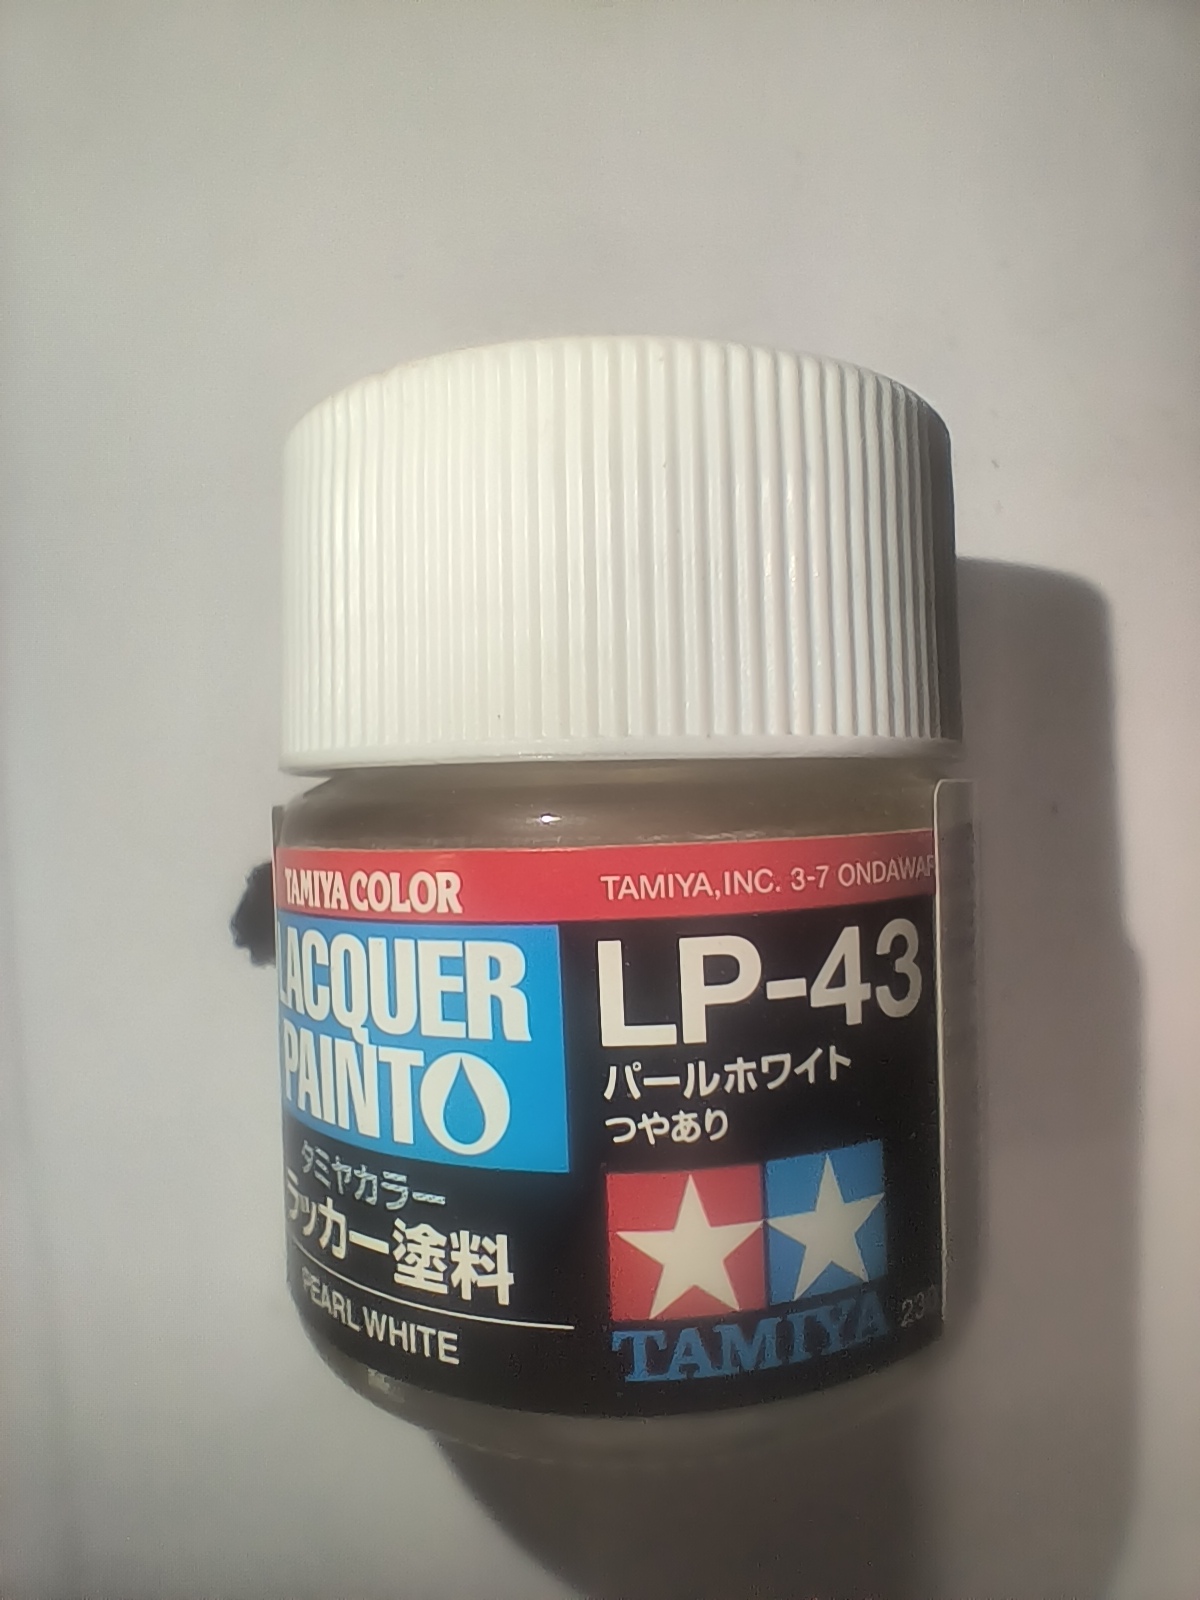 TAMIYA COLOR
TAMIYA, INC. 3-7
LACQUER
PAINT
LP-43
パールホワイト
つやあり
タミヤカラー
ラッカー塗料
PEARL WHITE
TAMIYA